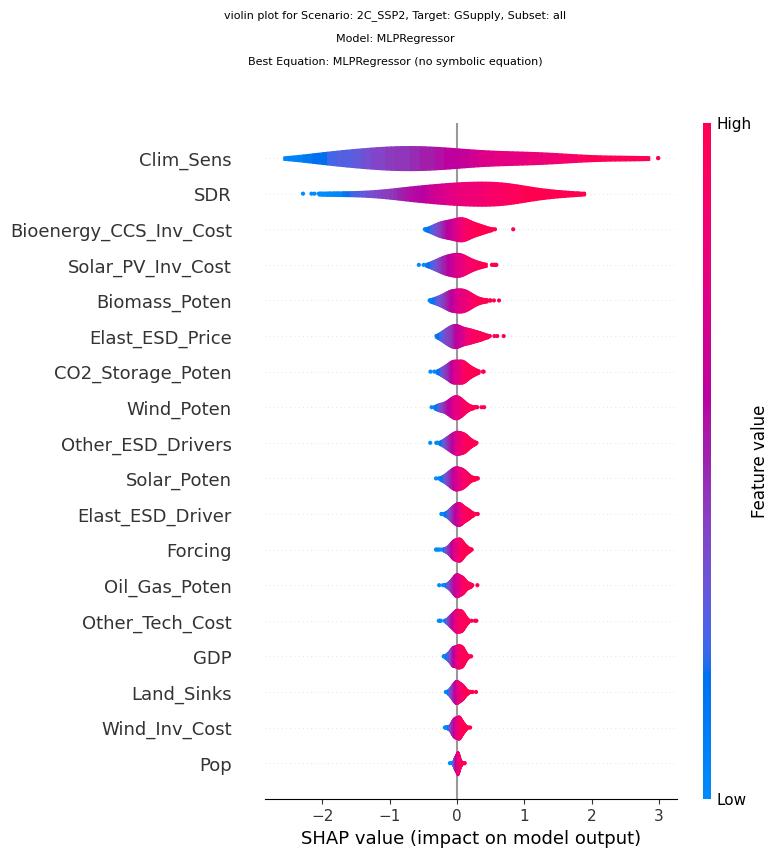 violin plot for Scenario: 2C_SSP2, Target: GSupply, Subset: all
Model: MLPRegressor
Best Equation: MLPRegressor (no symbolic equation)
High
Clim_Sens
SDR
Bioenergy_CCS_Inv_Cost
Solar_PV_Inv_Cost
Biomass_Poten
Elast_ESD_Price
CO2_Storage_Poten
Wind_Poten
Other_ESD_Drivers
Solar_Poten
Elast_ESD_Driver
Forcing
Oil_Gas_Poten
Other_Tech_Cost
GDP
Land_Sinks
Wind_Inv_Cost
Pop
Feature value
Low
−2 −1 0 1 2 3
SHAP value (impact on model output)